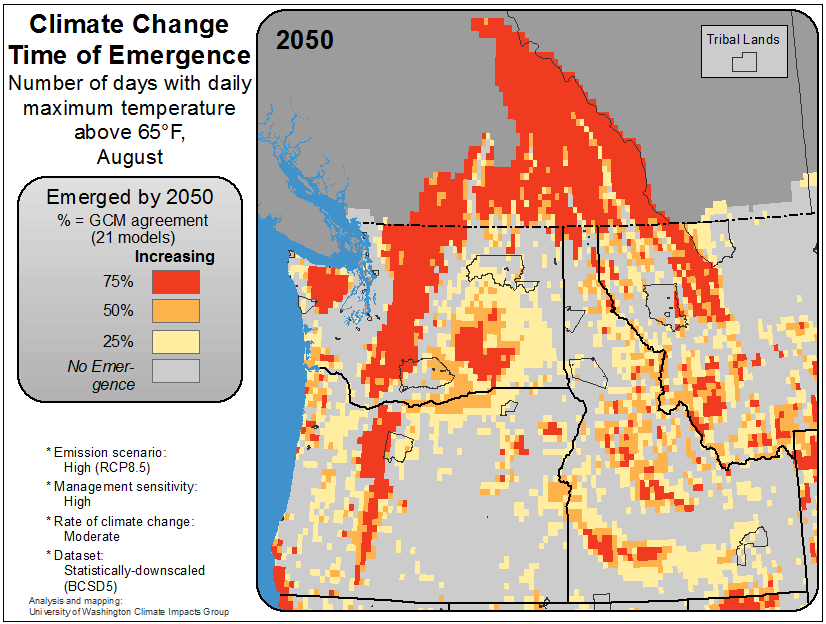 Climate Change
Time of Emergence
Number of days with daily
maximum temperature
above 65°F,
August
Emerged by 2050
% = GCM agreement
(21 models)
Increasing
75%
50%
25%
No Emer-
gence
* Emission scenario:
High (RCP8.5)
* Management sensitivity:
High
* Rate of climate change:
Moderate
* Dataset:
Statistically-downscaled
(BCSD5)
Analysis and mapping:
University of Washington Climate Impacts Group
2050
Tribal Lands